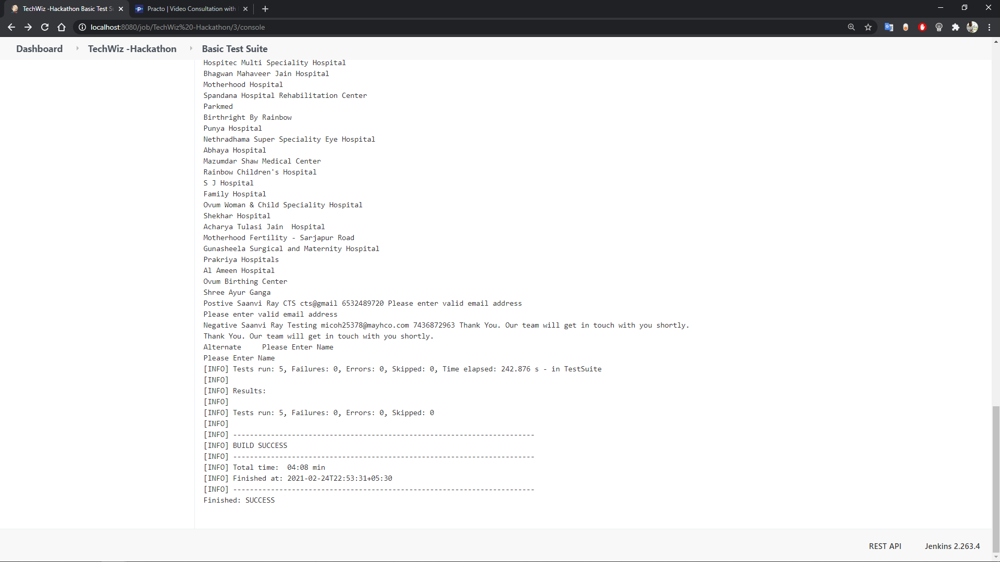 TechWiz -Hackathon Basic Test S
Practo | Video Consultation with
localhost:8080/job/TechWiz%20-Hackathon/3/console
Dashboard TechWiz -Hackathon Basic Test Suite
Hospitec Multi Speciality Hospital
Bhagwan Mahaveer Jain Hospital
Motherhood Hospital
Spandana Hospital Rehabilitation Center
Parkmed
Birthright By Rainbow
Punya Hospital
Nethradhama Super Speciality Eye Hospital
Abhaya Hospital
Mazumdar Shaw Medical Center
Rainbow Children's Hospital
S J Hospital
Family Hospital
Ovum Woman & Child Speciality Hospital
Shekhar Hospital
Acharya Tulasi Jain  Hospital
Motherhood Fertility - Sarjapur Road
Gunasheela Surgical and Maternity Hospital
Prakriya Hospitals
Al Ameen Hospital
Ovum Birthing Center
Shree Ayur Ganga
Postive Saanvi Ray CTS cts@gmail 6532489720 Please enter valid email address
Please enter valid email address
Negative Saanvi Ray Testing micoh25378@mayhco.com 7436872963 Thank You. Our team will get in touch with you shortly.
Thank You. Our team will get in touch with you shortly.
Alternate     Please Enter Name
Please Enter Name
[INFO] Tests run: 5, Failures: 0, Errors: 0, Skipped: 0, Time elapsed: 242.876 s - in TestSuite
[INFO]
[INFO] Results:
[INFO]
[INFO] Tests run: 5, Failures: 0, Errors: 0, Skipped: 0
[INFO]
[INFO] ------------------------------------------------------------------------
[INFO] BUILD SUCCESS
[INFO] ------------------------------------------------------------------------
[INFO] Total time:  04:08 min
[INFO] Finished at: 2021-02-24T22:53:31+05:30
[INFO] ------------------------------------------------------------------------
Finished: SUCCESS
REST API Jenkins 2.263.4